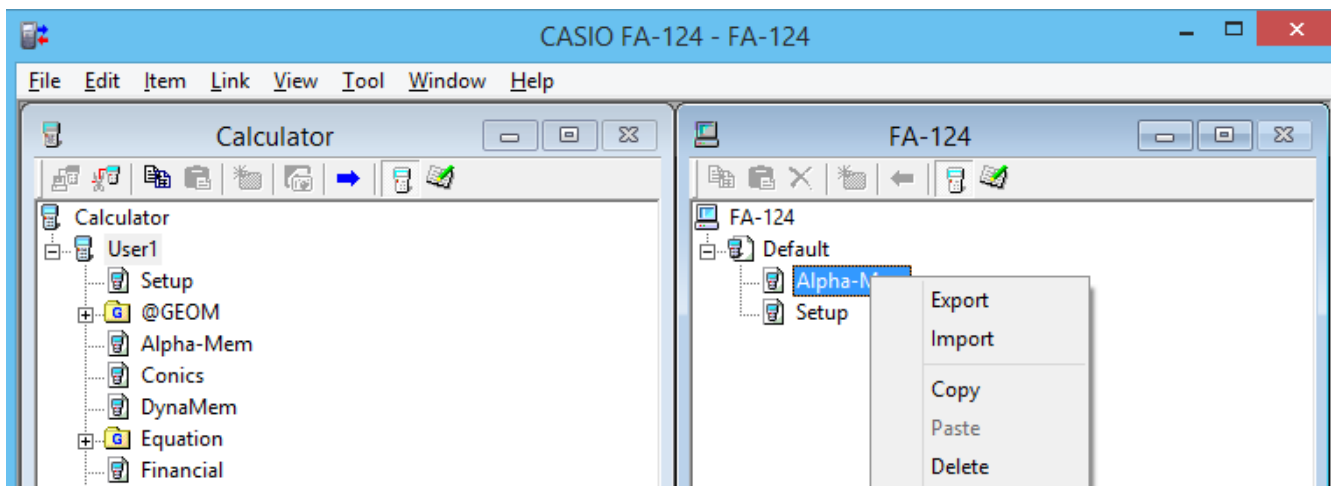 CASIO FA-124 - FA-124
File Edit Item Link View Tool Window Help
Calculator
Calculator
User1
Setup
@GEOM
Alpha-Mem
Conics
DynaMem
Equation
Financial
FA-124
FA-124
Default
Alpha-M
Setup
Export
Import
Copy
Paste
Delete